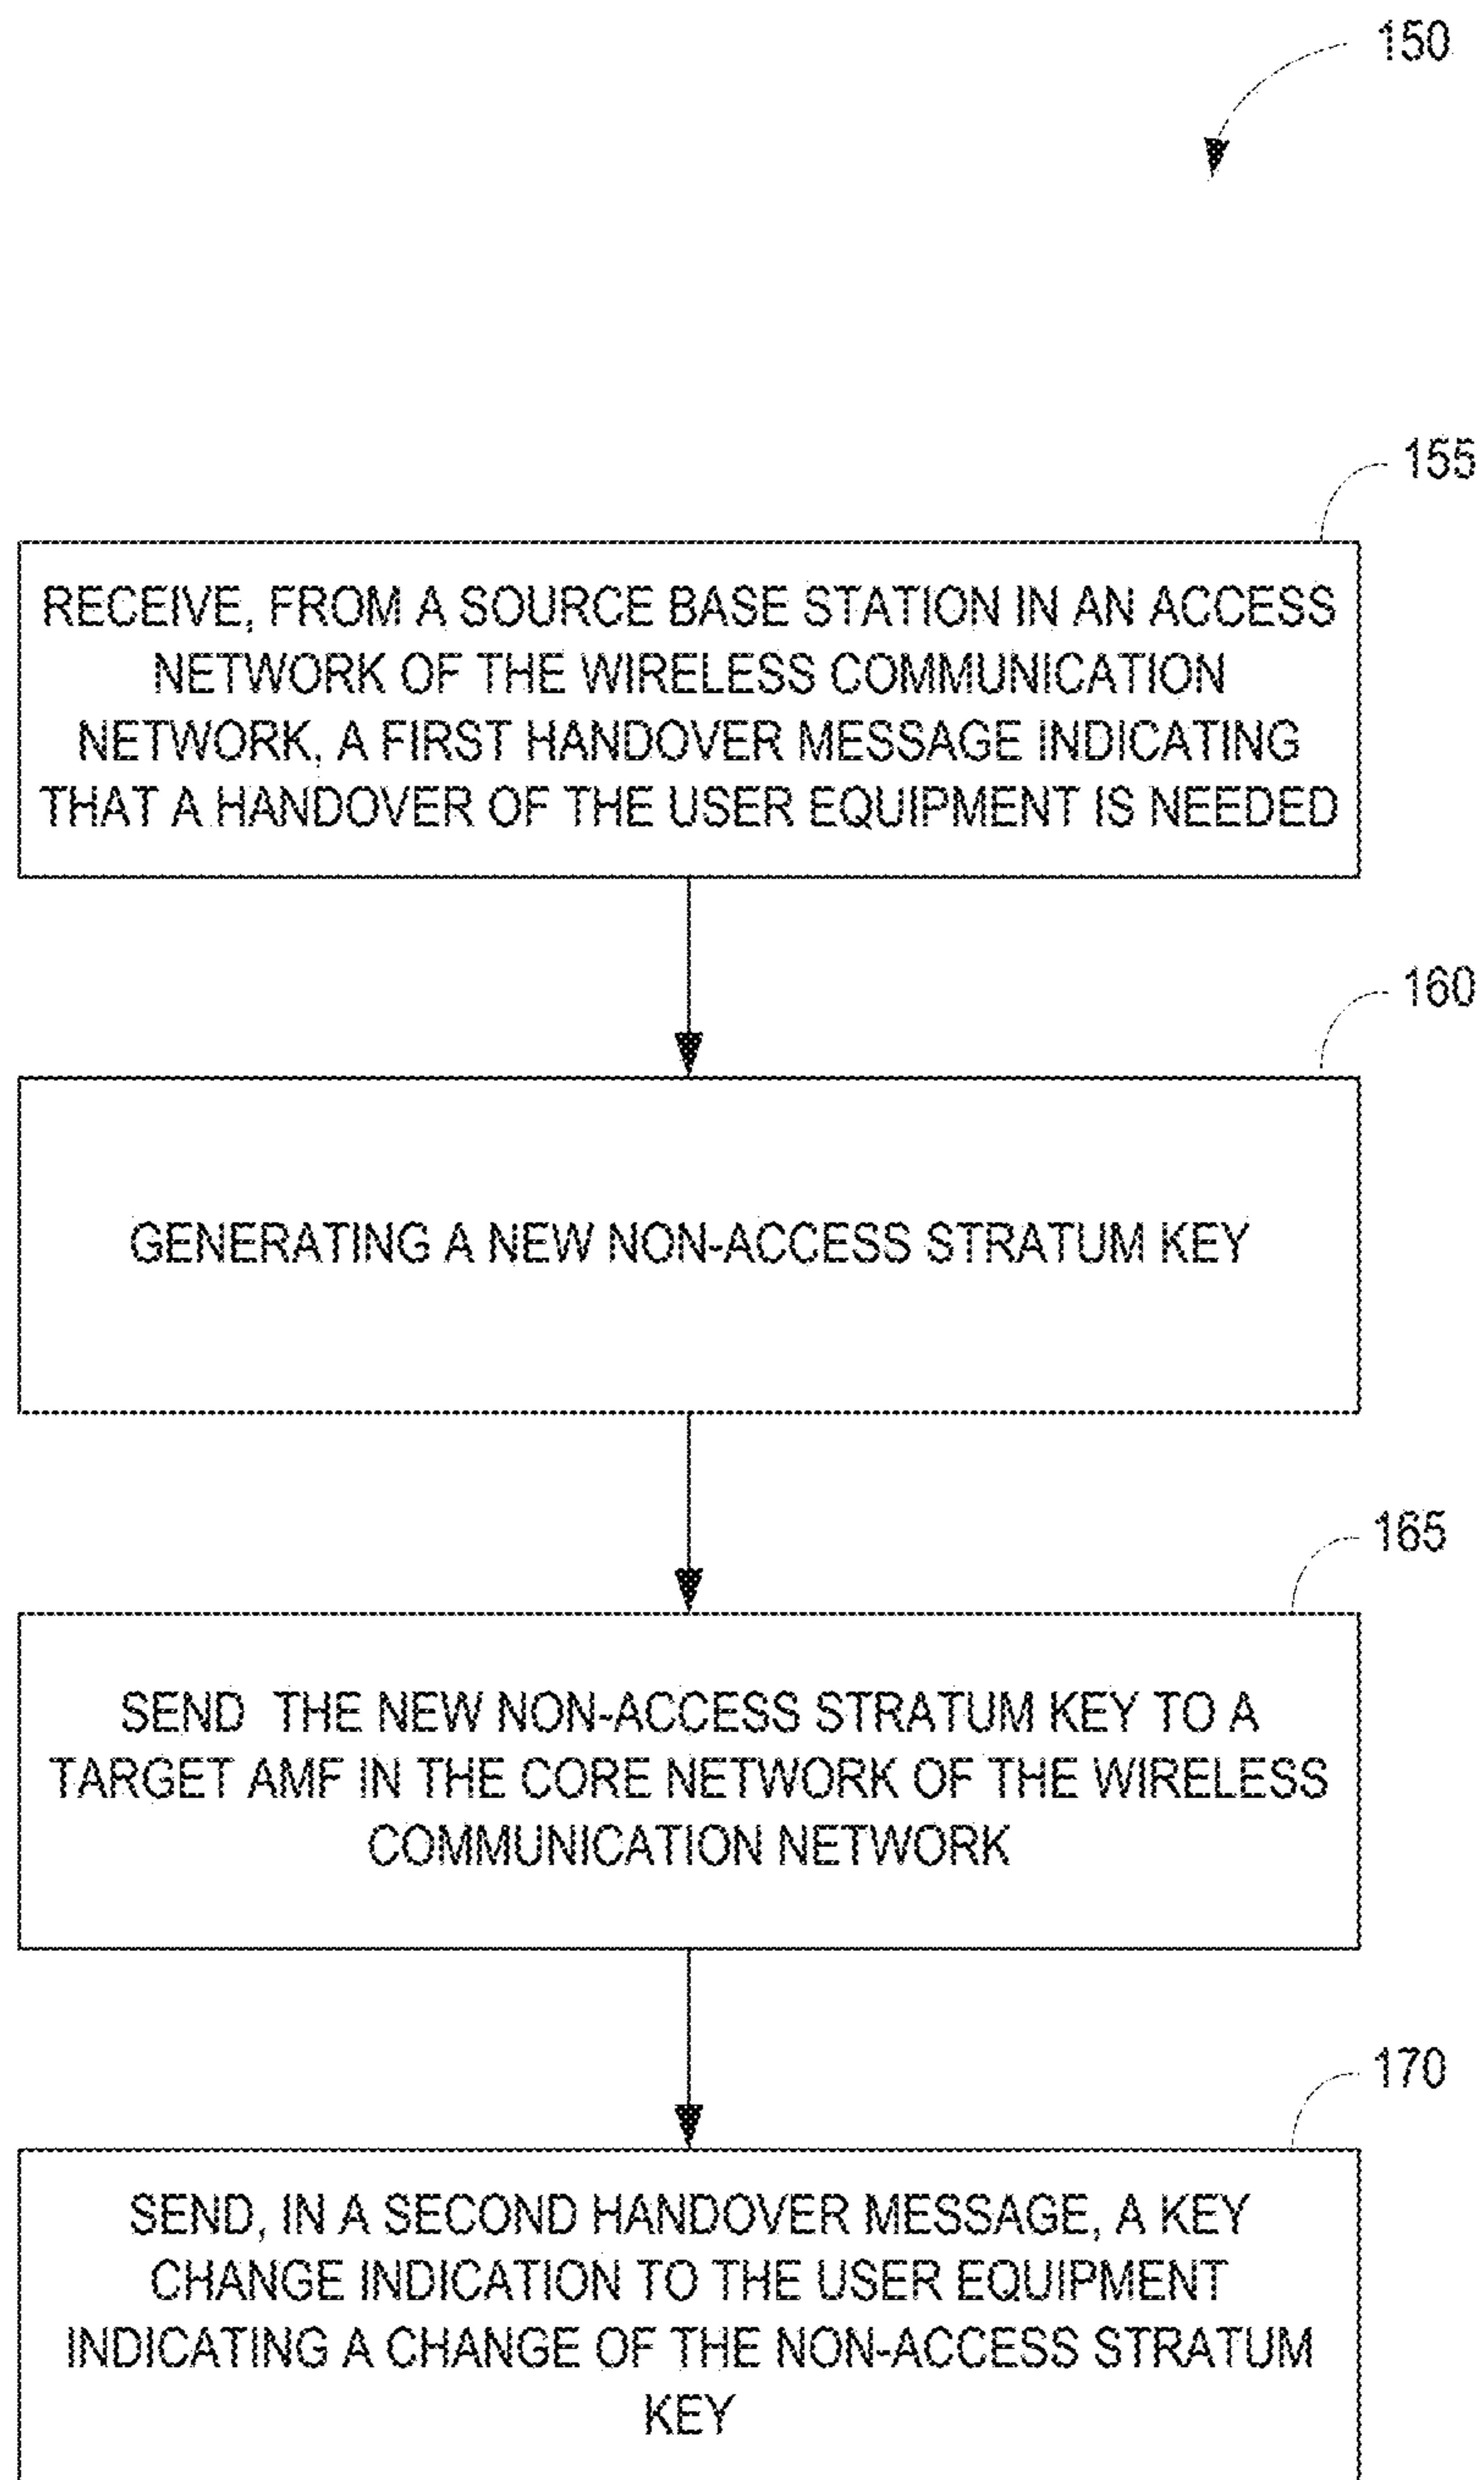 150
155
RECEIVE, FROM A SOURCE BASE STATION IN AN ACCESS
NETWORK OF THE WIRELESS COMMUNICATION
NETWORK, A FIRST HANDOVER MESSAGE INDICATING
THAT A HANDOVER OF THE USER EQUIPMENT IS NEEDED
160
GENERATING A NEW NON-ACCESS STRATUM KEY
165
SEND THE NEW NON-ACCESS STRATUM KEY TO A
TARGET AMF IN THE CORE NETWORK OF THE WIRELESS
COMMUNICATION NETWORK
170
SEND, IN A SECOND HANDOVER MESSAGE, A KEY
CHANGE INDICATION TO THE USER EQUIPMENT
INDICATING A CHANGE OF THE NON-ACCESS STRATUM
KEY